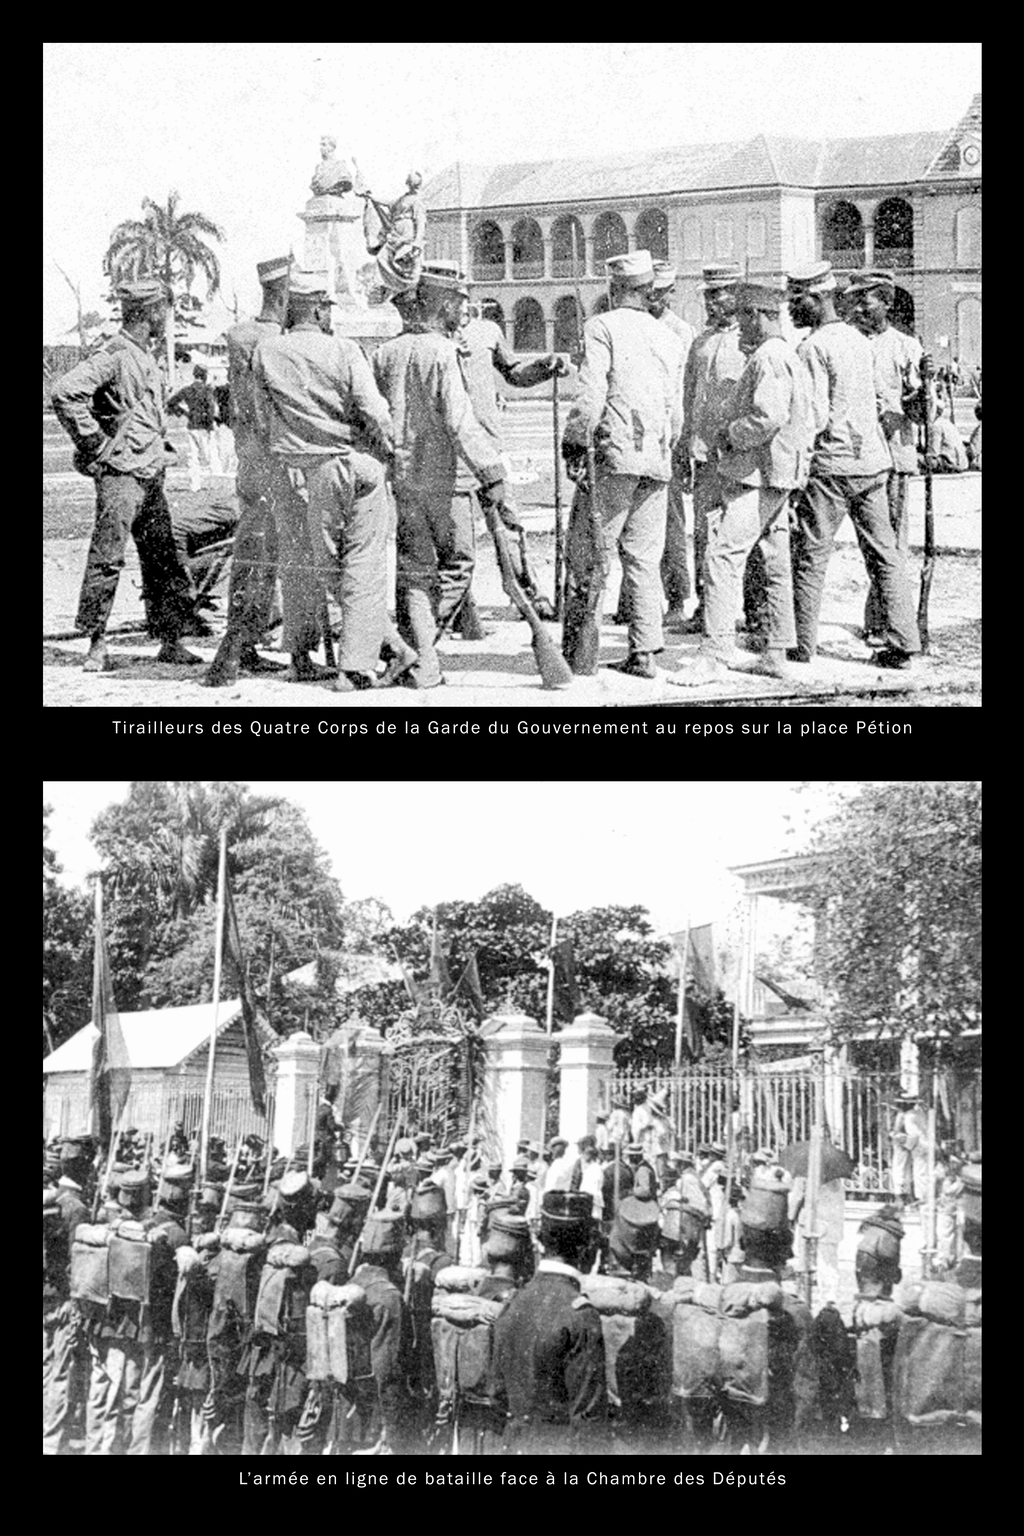 Tirailleurs des Quatre Corps de la Garde du Gouvernement au repos sur la place Pétion
L'armée en ligne de bataille face à la Chambre des Députés